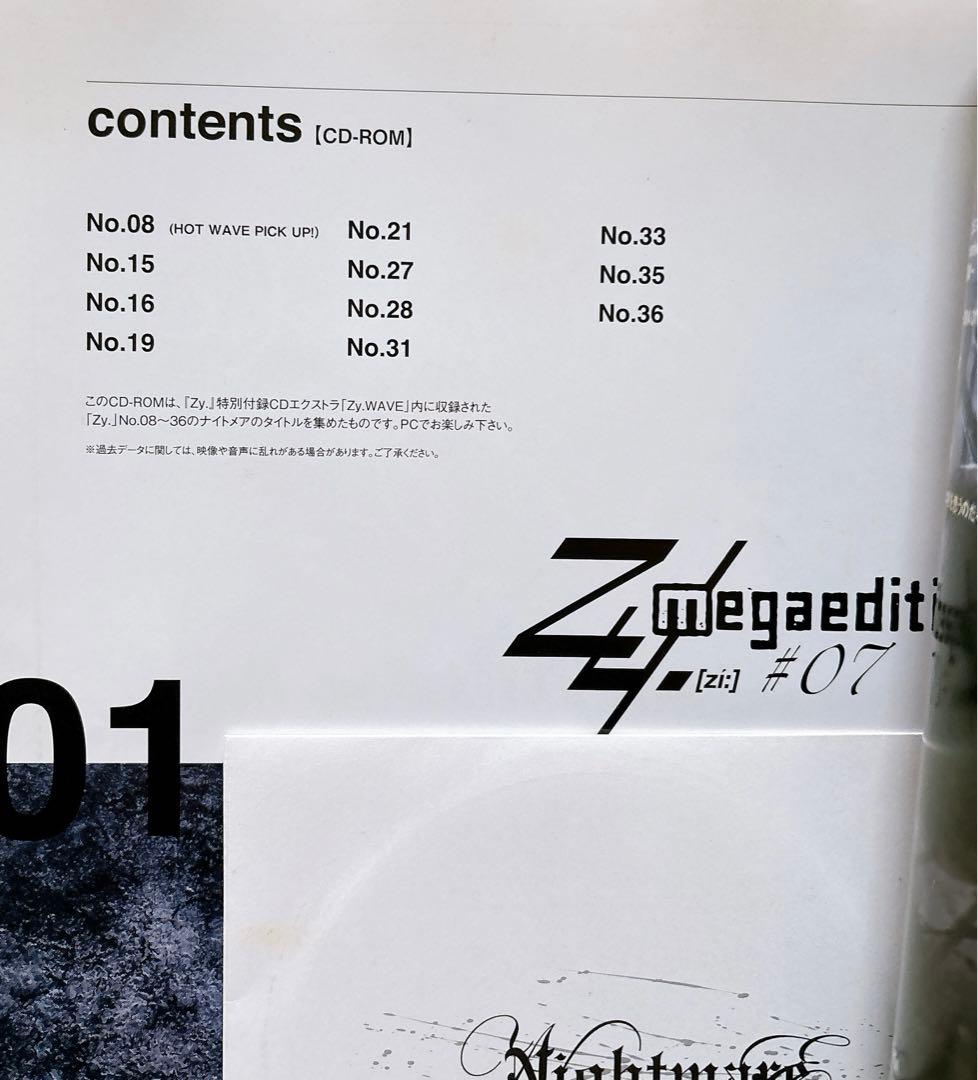 contents【CD-ROM】
No.08 (HOT WAVE PICK UP!)
No.15
No.16
No.19
No.21
No.27
No.28
No.31
No.33
No.35
No.36
このCD-ROMは、『Zy.』特別付録CDエクストラ「Zy.WAVE」内に収録された
「Zy.」No.08〜36のナイトメアのタイトルを集めたものです。PCでお楽しみ下さい。
※過去データに関しては、映像や音声に乱れがある場合があります。ご了承ください。
Zy. megaediti
[zí:] #07
01
Nightmare